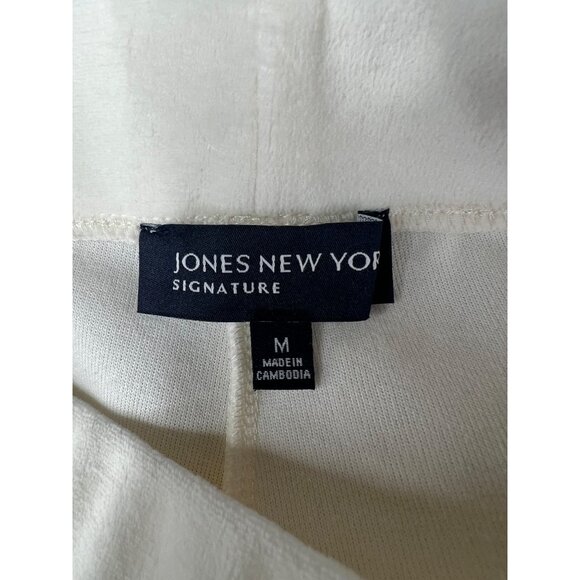 JONES NEW YOR
SIGNATURE
M
MADE IN
CAMBODIA